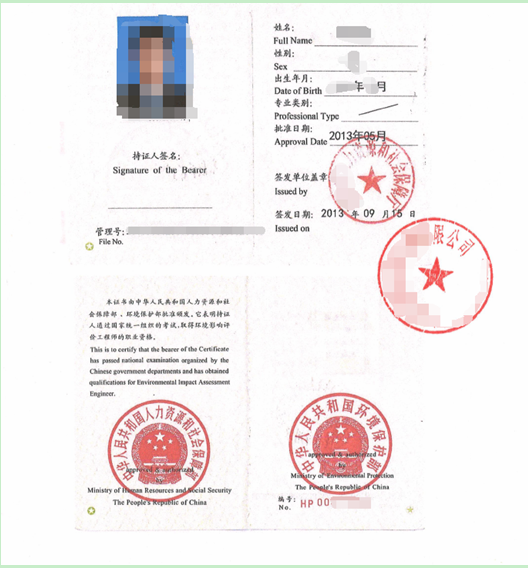 姓名:
Full Name
性别:
Sex
出生年月:
Date of Birth 年 月
专业类别:
Professional Type
批准日期:
Approval Date 2013年05月
持证人签名:
Signature of the Bearer
签发单位盖章
Issued by
力资源和社会保障厅
签发日期: 2013 年 09 月 15 日
Issued on
管理号:
File No.
限公司
本证书由中华人民共和国人力资源和社
会保障部、环境保护部批准颁发。它表明持证
人通过国家统一组织的考试,取得环境影响评
价工程师的职业资格。
This is to certify that the bearer of the Certificate
has passed national examination organized by the
Chinese government departments and has obtained
qualifications for Environmental Impact Assessment
Engineer.
中华人民共和国人力资源和社会保障部
approved & authorized
by
Ministry of Human Resources and Social Security
The People's Republic of China
中华人民共和国环境保护部
approved & authorized
by
Ministry of Environmental Protection
The People's Republic of China
编号:
No. HP 00